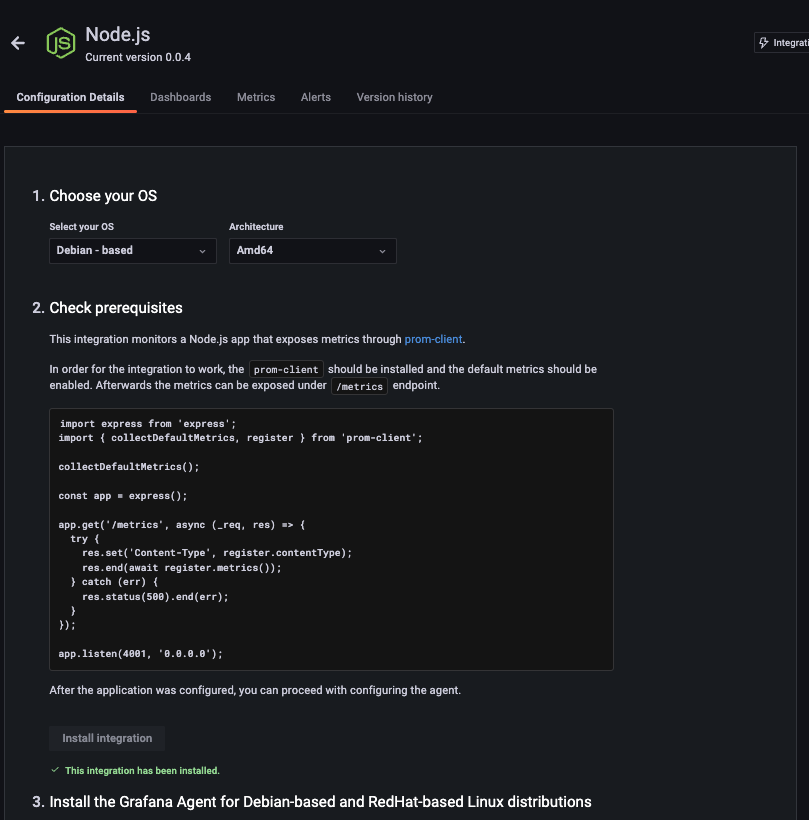 JS
Node.js
Current version 0.0.4
Configuration Details Dashboards Metrics Alerts Version history
1. Choose your OS
Select your OS Architecture
Debian - based Amd64
2. Check prerequisites
This integration monitors a Node.js app that exposes metrics through prom-client.
In order for the integration to work, the prom-client should be installed and the default metrics should be
enabled. Afterwards the metrics can be exposed under /metrics endpoint.
import express from 'express';
import { collectDefaultMetrics, register } from 'prom-client';
collectDefaultMetrics();
const app = express();
app.get('/metrics', async (_req, res) => {
  try {
    res.set('Content-Type', register.contentType);
    res.end(await register.metrics());
  } catch (err) {
    res.status(500).end(err);
  }
});
app.listen(4001, '0.0.0.0');
After the application was configured, you can proceed with configuring the agent.
Install integration
This integration has been installed.
3. Install the Grafana Agent for Debian-based and RedHat-based Linux distributions